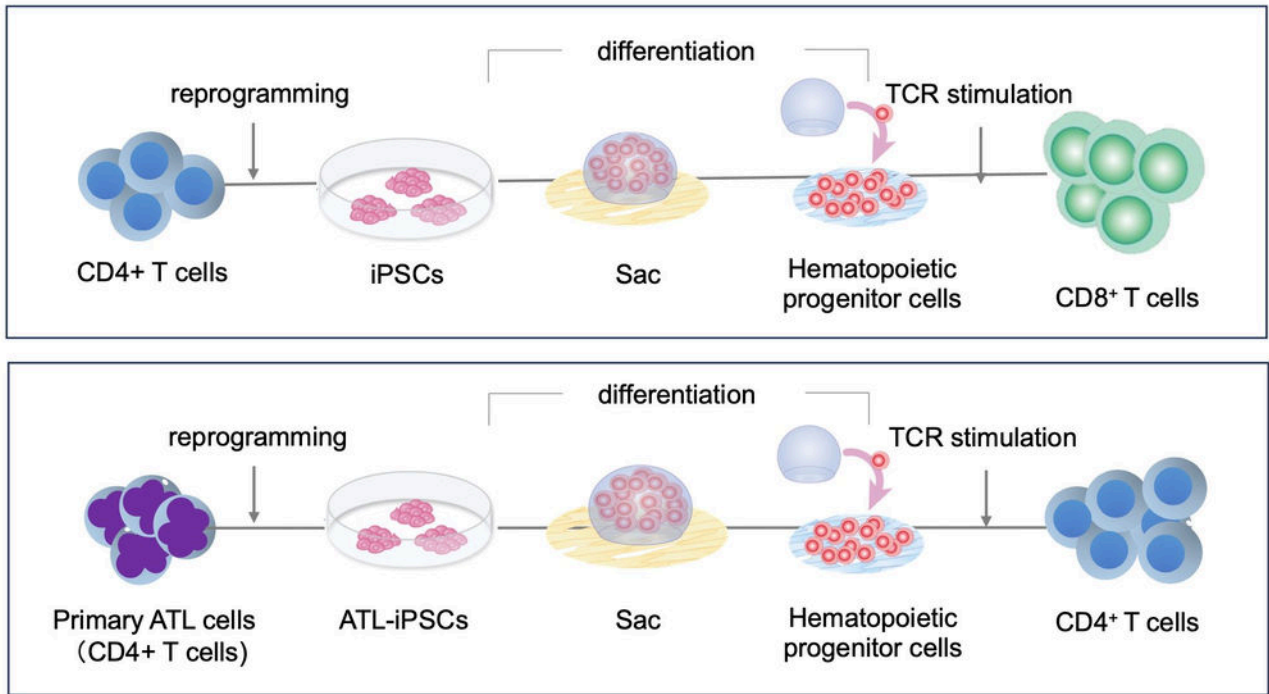 differentiation
reprogramming
TCR stimulation
CD4+ T cells
iPSCs
Sac
Hematopoietic
progenitor cells
CD8⁺ T cells
differentiation
reprogramming
TCR stimulation
Primary ATL cells
（CD4+ T cells）
ATL-iPSCs
Sac
Hematopoietic
progenitor cells
CD4⁺ T cells